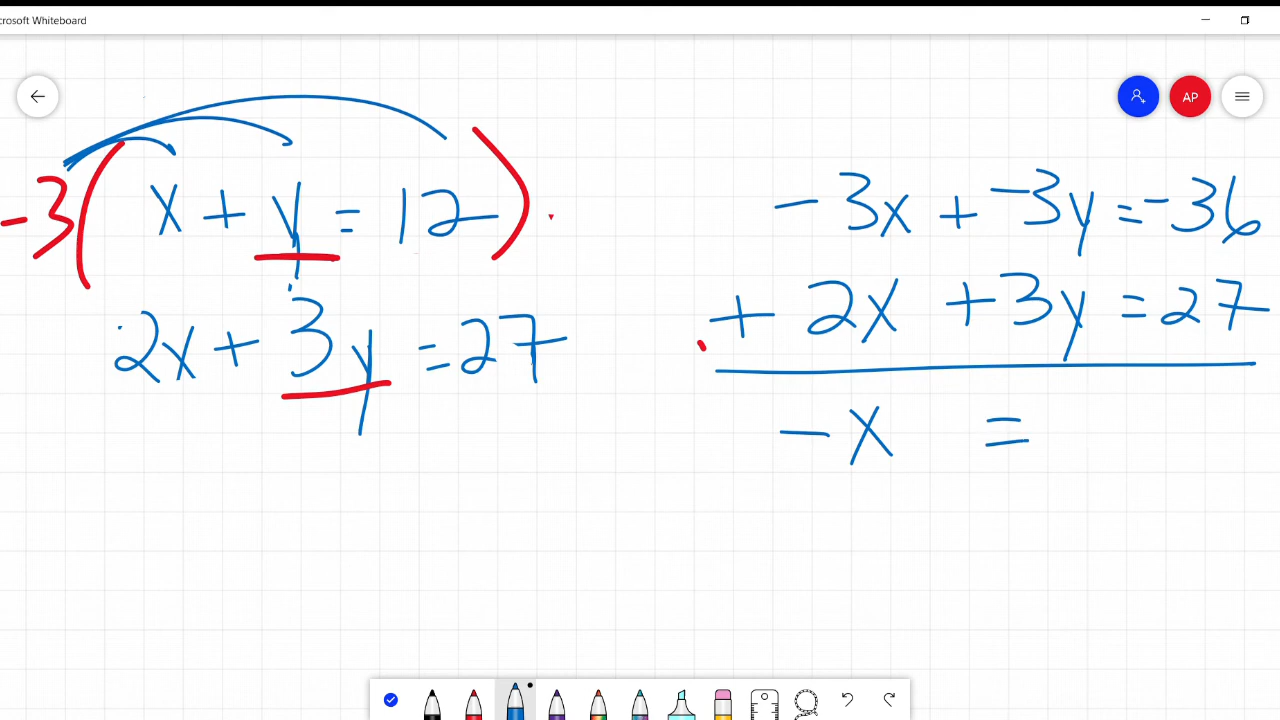 crosoft Whiteboard
AP
-3(x + y = 12)
2x + 3y = 27
-3x + -3y = -36
+ 2x + 3y = 27
-x =